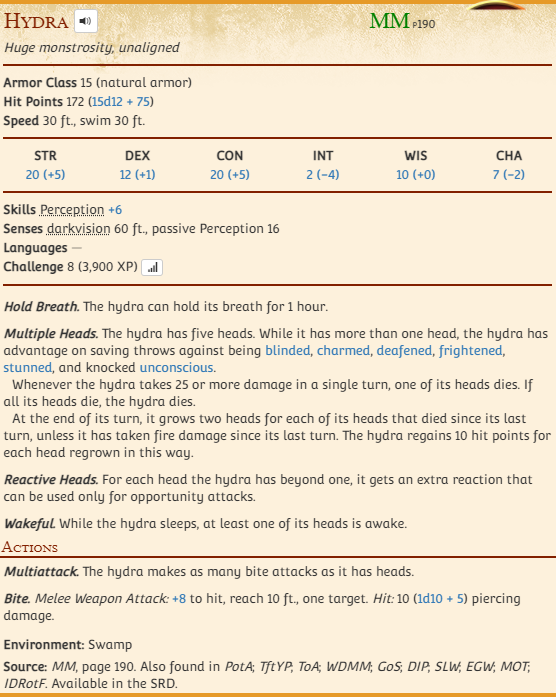 Hydra
MM P190
Huge monstrosity, unaligned
Armor Class 15 (natural armor)
Hit Points 172 (15d12 + 75)
Speed 30 ft., swim 30 ft.
STR DEX CON INT WIS CHA
20 (+5) 12 (+1) 20 (+5) 2 (−4) 10 (+0) 7 (−2)
Skills Perception +6
Senses darkvision 60 ft., passive Perception 16
Languages —
Challenge 8 (3,900 XP)
Hold Breath. The hydra can hold its breath for 1 hour.
Multiple Heads. The hydra has five heads. While it has more than one head, the hydra has
advantage on saving throws against being blinded, charmed, deafened, frightened,
stunned, and knocked unconscious.
Whenever the hydra takes 25 or more damage in a single turn, one of its heads dies. If
all its heads die, the hydra dies.
At the end of its turn, it grows two heads for each of its heads that died since its last
turn, unless it has taken fire damage since its last turn. The hydra regains 10 hit points for
each head regrown in this way.
Reactive Heads. For each head the hydra has beyond one, it gets an extra reaction that
can be used only for opportunity attacks.
Wakeful. While the hydra sleeps, at least one of its heads is awake.
Actions
Multiattack. The hydra makes as many bite attacks as it has heads.
Bite. Melee Weapon Attack: +8 to hit, reach 10 ft., one target. Hit: 10 (1d10 + 5) piercing
damage.
Environment: Swamp
Source: MM, page 190. Also found in PotA; TftYP; ToA; WDMM; GoS; DIP; SLW; EGW; MOT;
IDRotF. Available in the SRD.